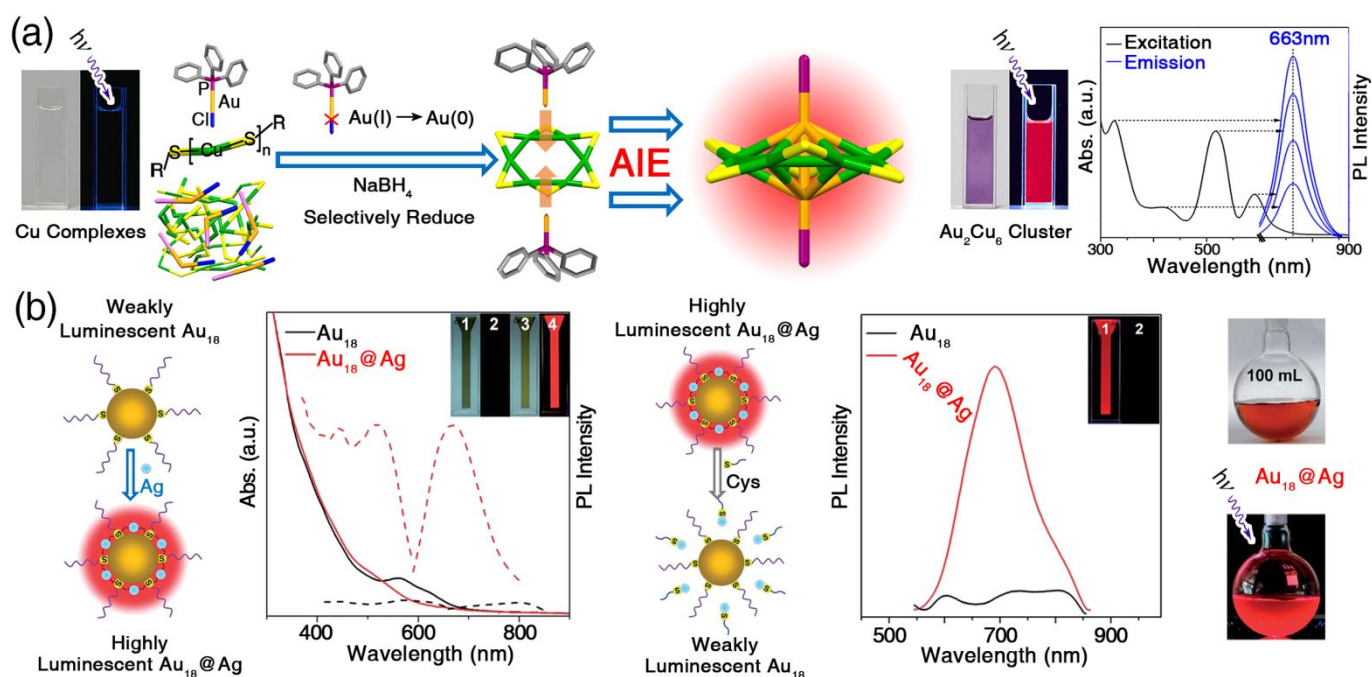 (a)
hν
P
Au
Cl
R
S
[Cu]n
S
R
Cu Complexes
Au(I) → Au(0)
NaBH4
Selectively Reduce
AIE
hν
Au2Cu6 Cluster
Excitation
Emission
663nm
Abs. (a.u.)
PL Intensity
300
500
700
900
Wavelength (nm)
(b)
Weakly
Luminescent Au18
S
S
S
S
S
S
Ag
S
S
S
S
S
S
Highly
Luminescent Au18@Ag
Au18
Au18@Ag
1
2
3
4
Abs. (a.u.)
PL Intensity
400
600
800
Wavelength (nm)
Highly
Luminescent Au18@Ag
S
S
S
S
S
S
S
Cys
S
S
S
S
S
S
S
S
S
S
S
S
Weakly
Luminescent Au18
Au18
Au18@Ag
1
2
PL Intensity
500
700
900
Wavelength (nm)
100 mL
hν
Au18@Ag